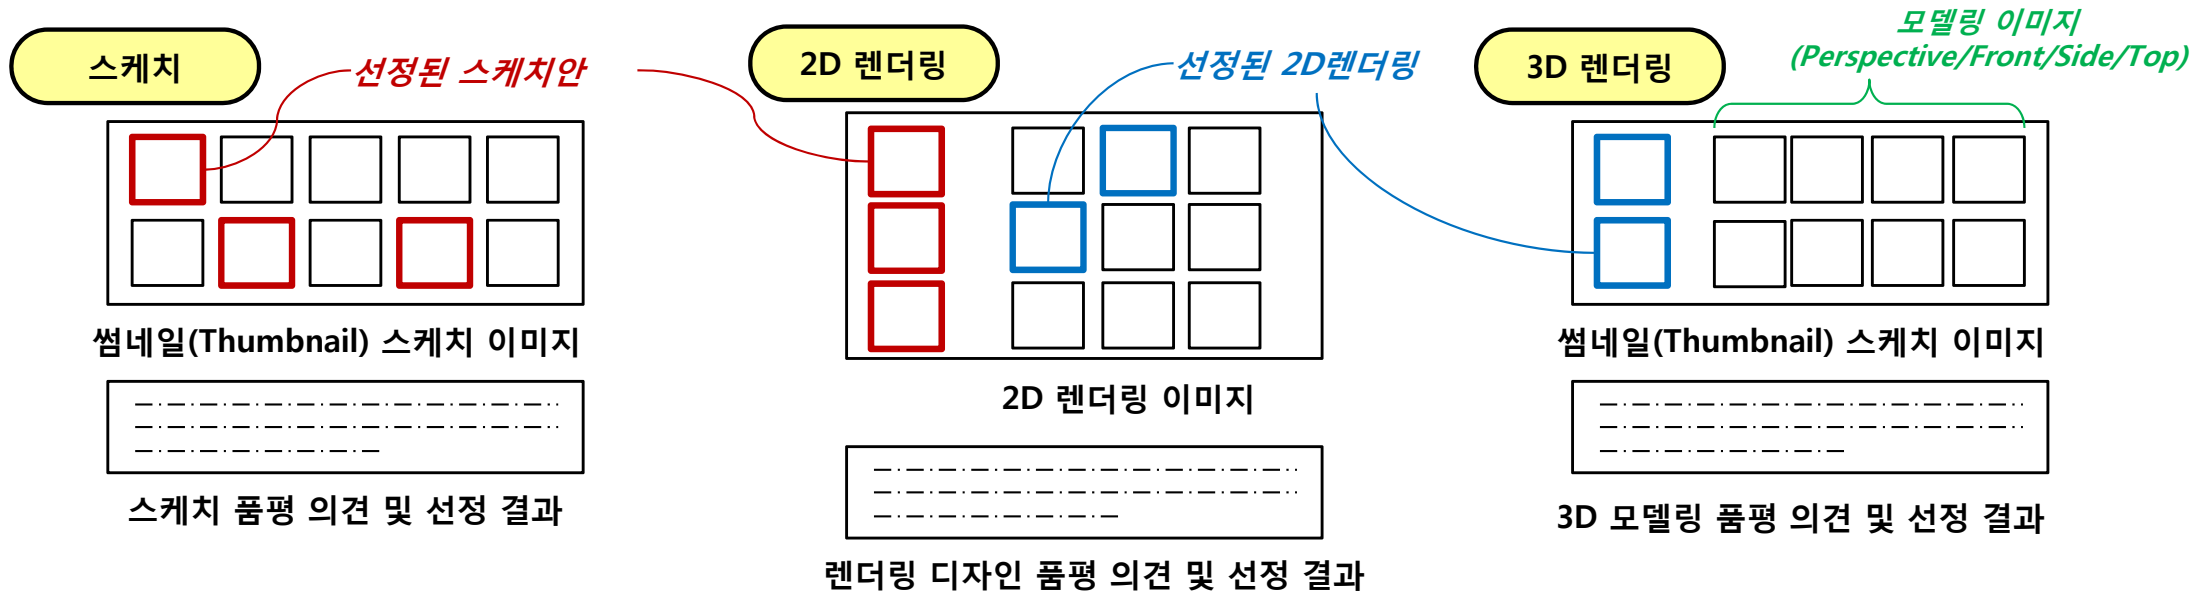 스케치
선정된 스케치안
썸네일(Thumbnail) 스케치 이미지
스케치 품평 의견 및 선정 결과
2D 렌더링
선정된 2D렌더링
2D 렌더링 이미지
렌더링 디자인 품평 의견 및 선정 결과
3D 렌더링
모델링 이미지
(Perspective/Front/Side/Top)
썸네일(Thumbnail) 스케치 이미지
3D 모델링 품평 의견 및 선정 결과